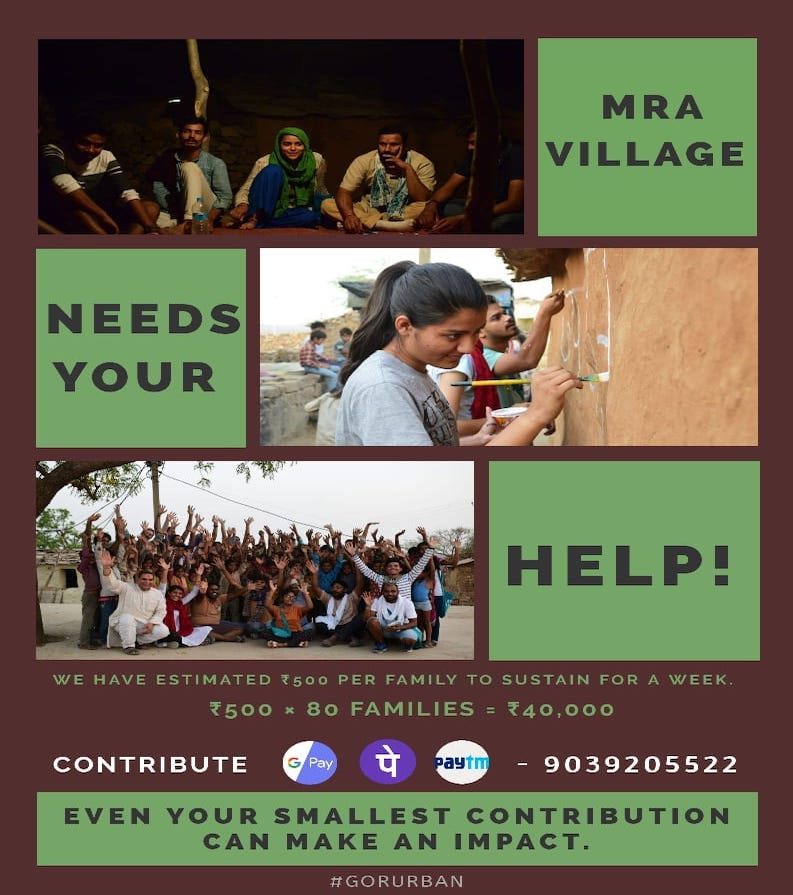 MRA
VILLAGE
NEEDS
YOUR
HELP!
WE HAVE ESTIMATED ₹500 PER FAMILY TO SUSTAIN FOR A WEEK.
₹500 × 80 FAMILIES = ₹40,000
CONTRIBUTE G Pay पे paytm - 9039205522
EVEN YOUR SMALLEST CONTRIBUTION
CAN MAKE AN IMPACT.
#GORURBAN